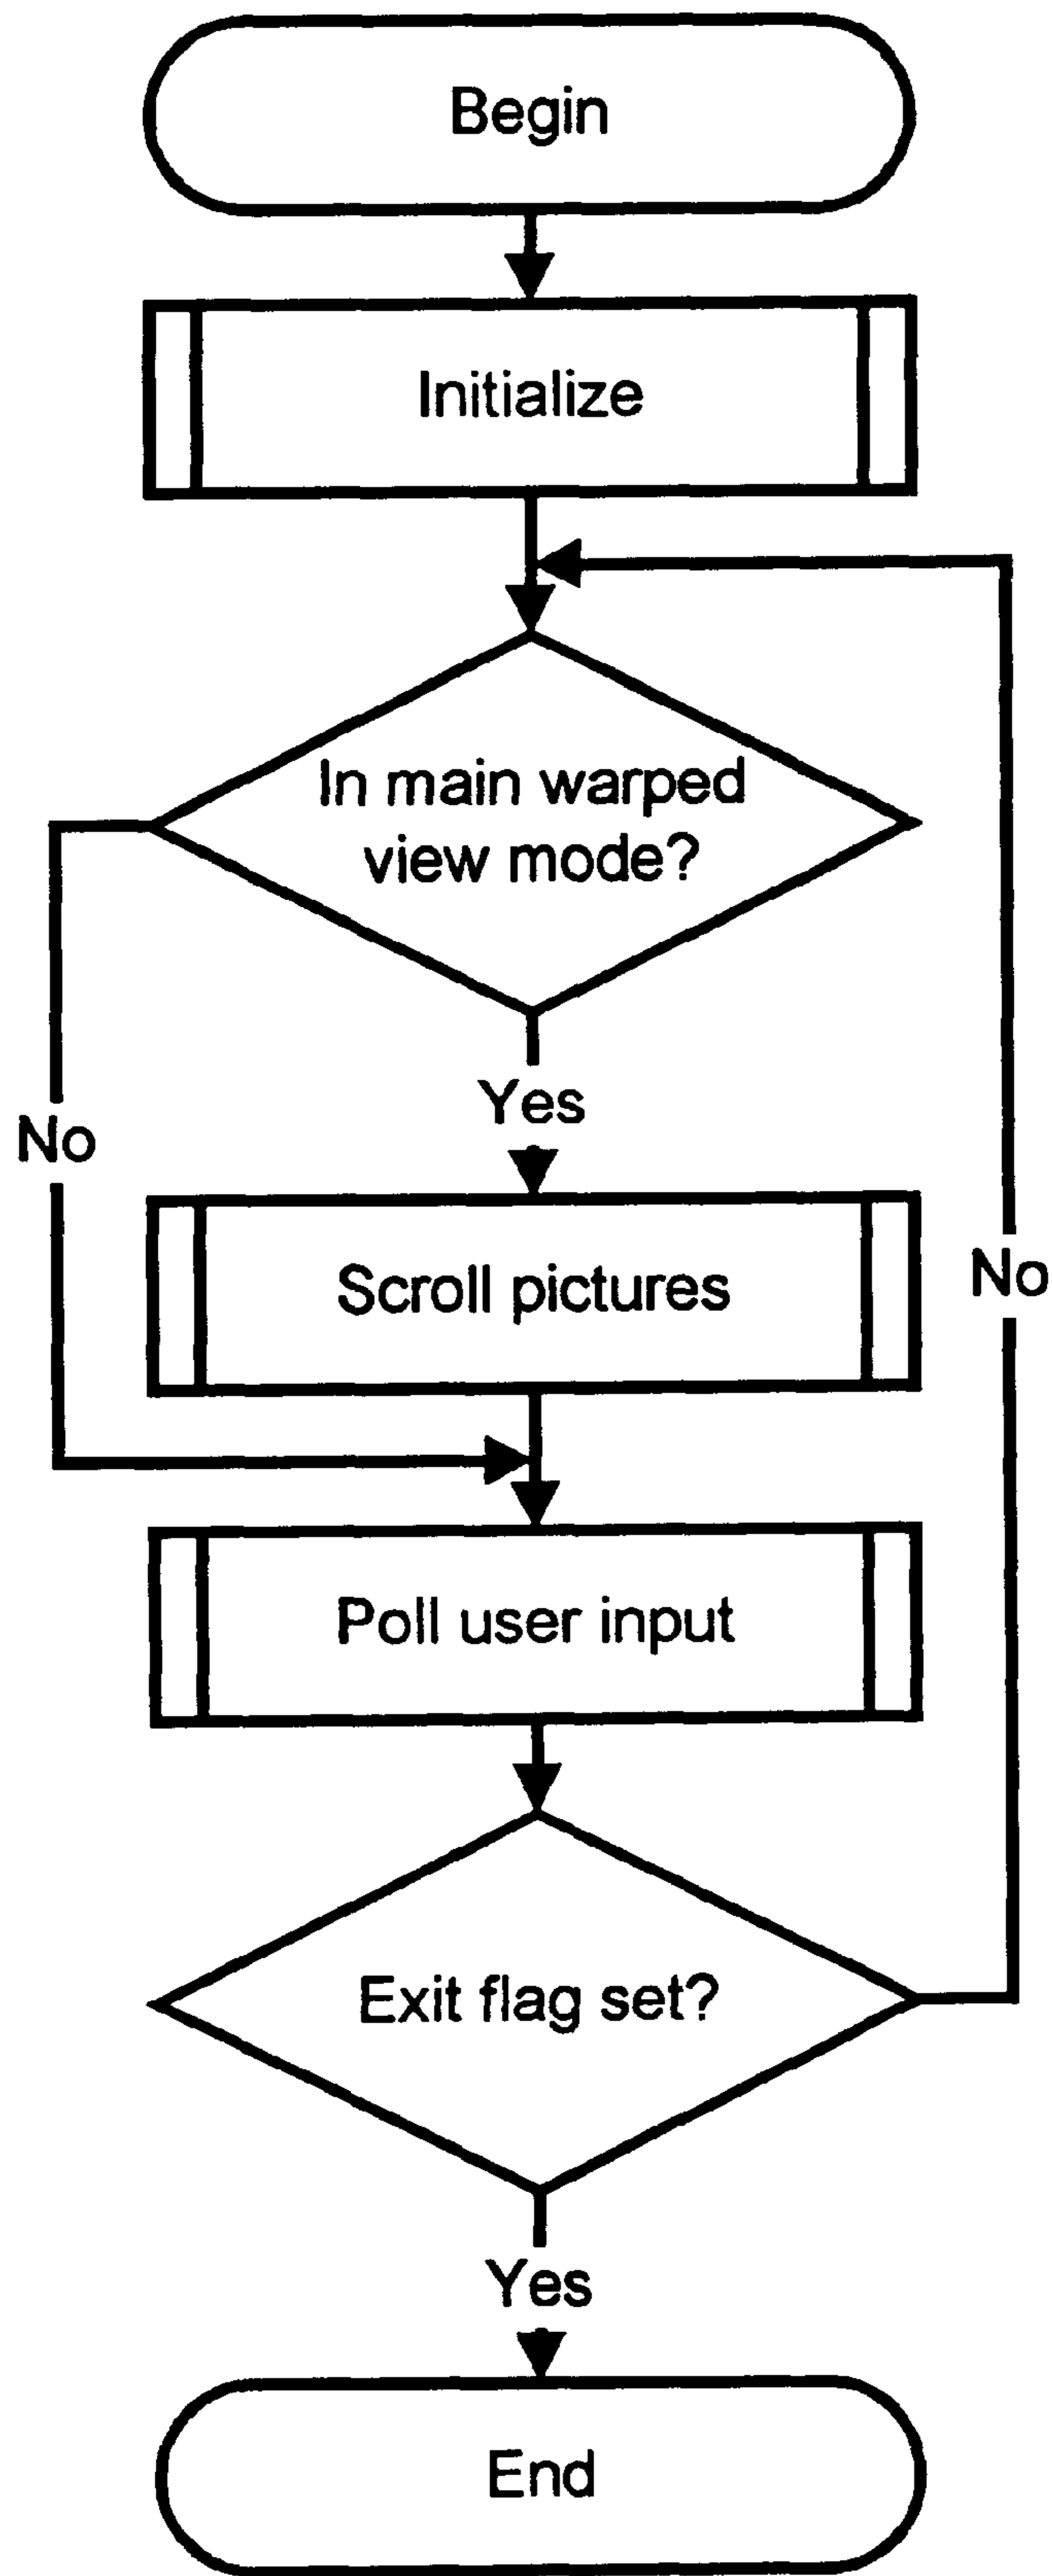 Begin
Initialize
In main warped
view mode?
Yes
No
Scroll pictures
No
Poll user input
Exit flag set?
Yes
End